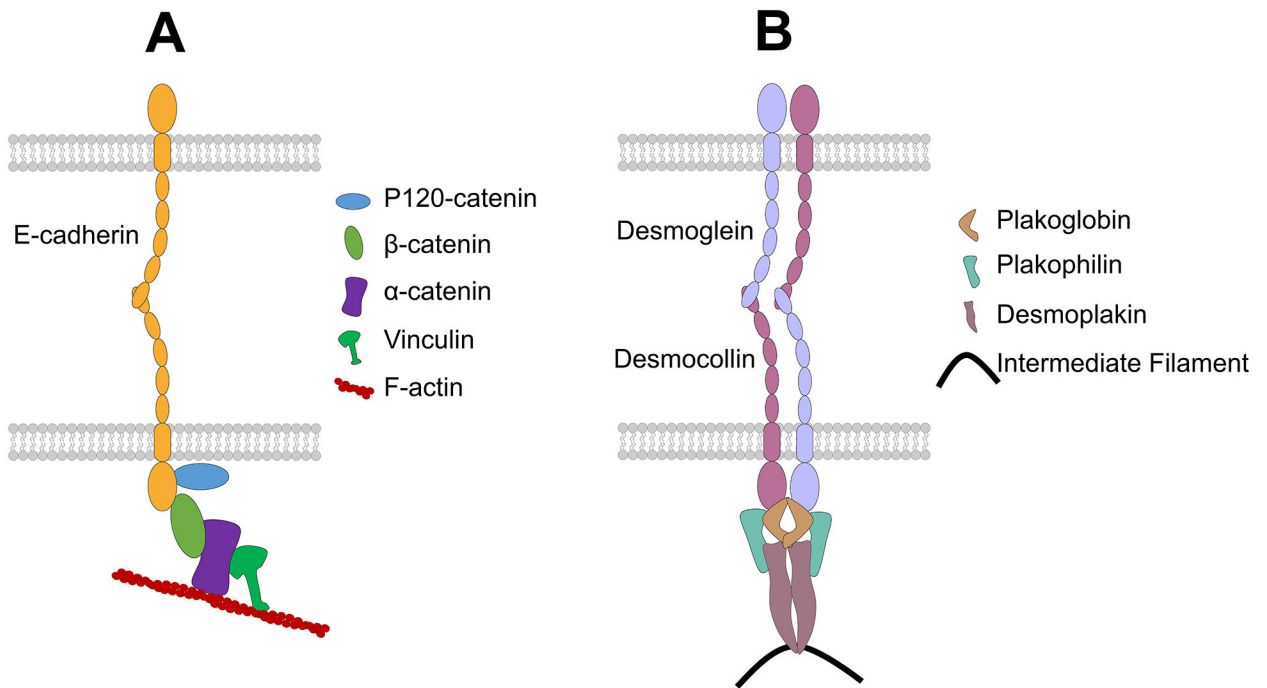 A
E-cadherin
P120-catenin
β-catenin
α-catenin
Vinculin
F-actin
B
Desmoglein
Desmocollin
Plakoglobin
Plakophilin
Desmoplakin
Intermediate Filament